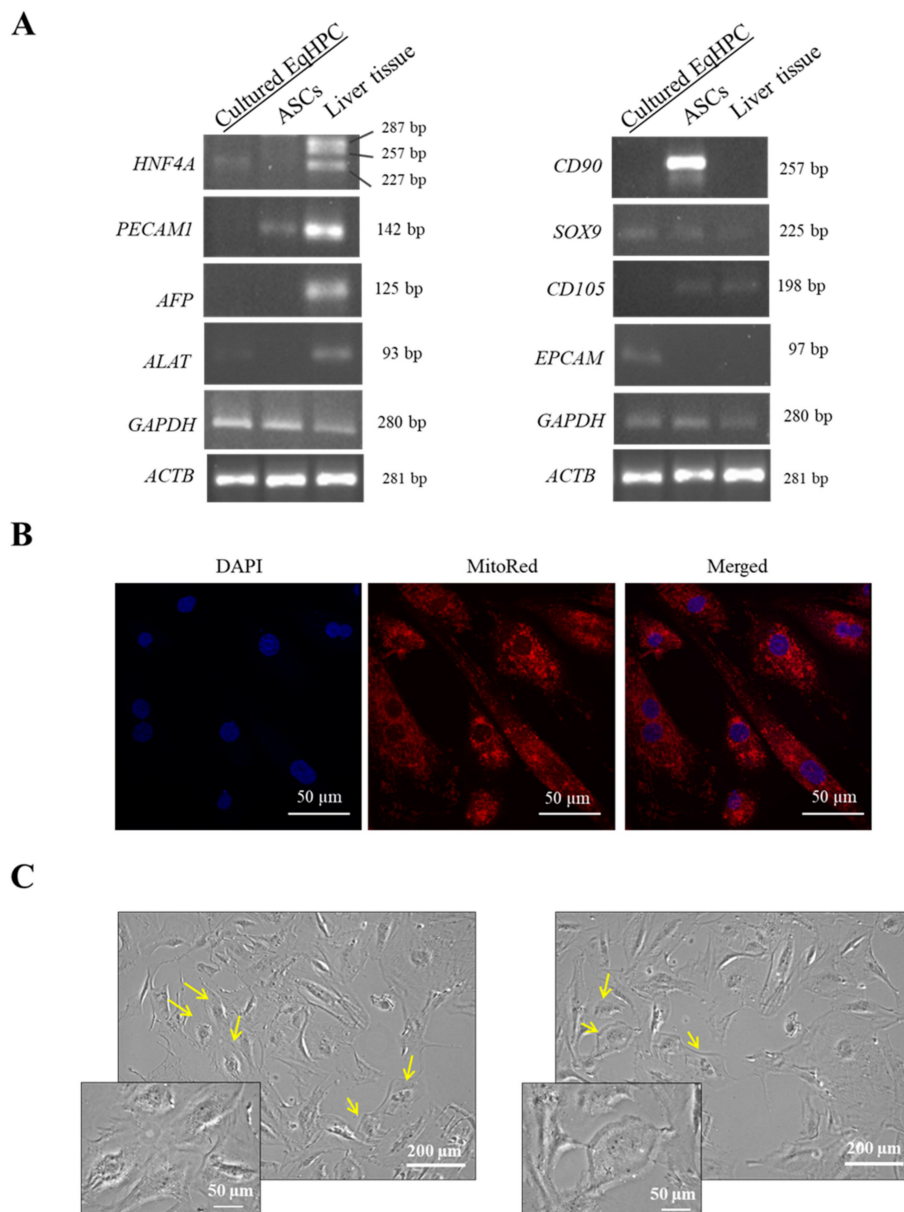 A
Cultured EqHPC
ASCs
Liver tissue
HNF4A
287 bp
257 bp
227 bp
PECAM1
142 bp
AFP
125 bp
ALAT
93 bp
GAPDH
280 bp
ACTB
281 bp
Cultured EqHPC
ASCs
Liver tissue
CD90
257 bp
SOX9
225 bp
CD105
198 bp
EPCAM
97 bp
GAPDH
280 bp
ACTB
281 bp
B
DAPI
MitoRed
Merged
50 µm
50 µm
50 µm
C
200 µm
50 µm
200 µm
50 µm